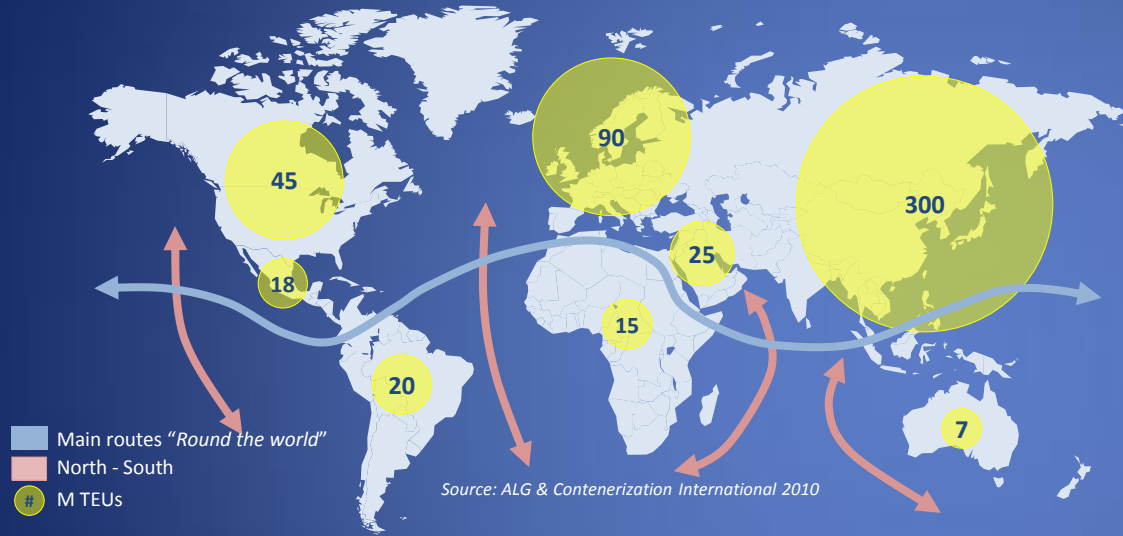 90
45
300
25
18
15
20
7
Main routes “Round the world”
North - South
# M TEUs
Source: ALG & Contenerization International 2010